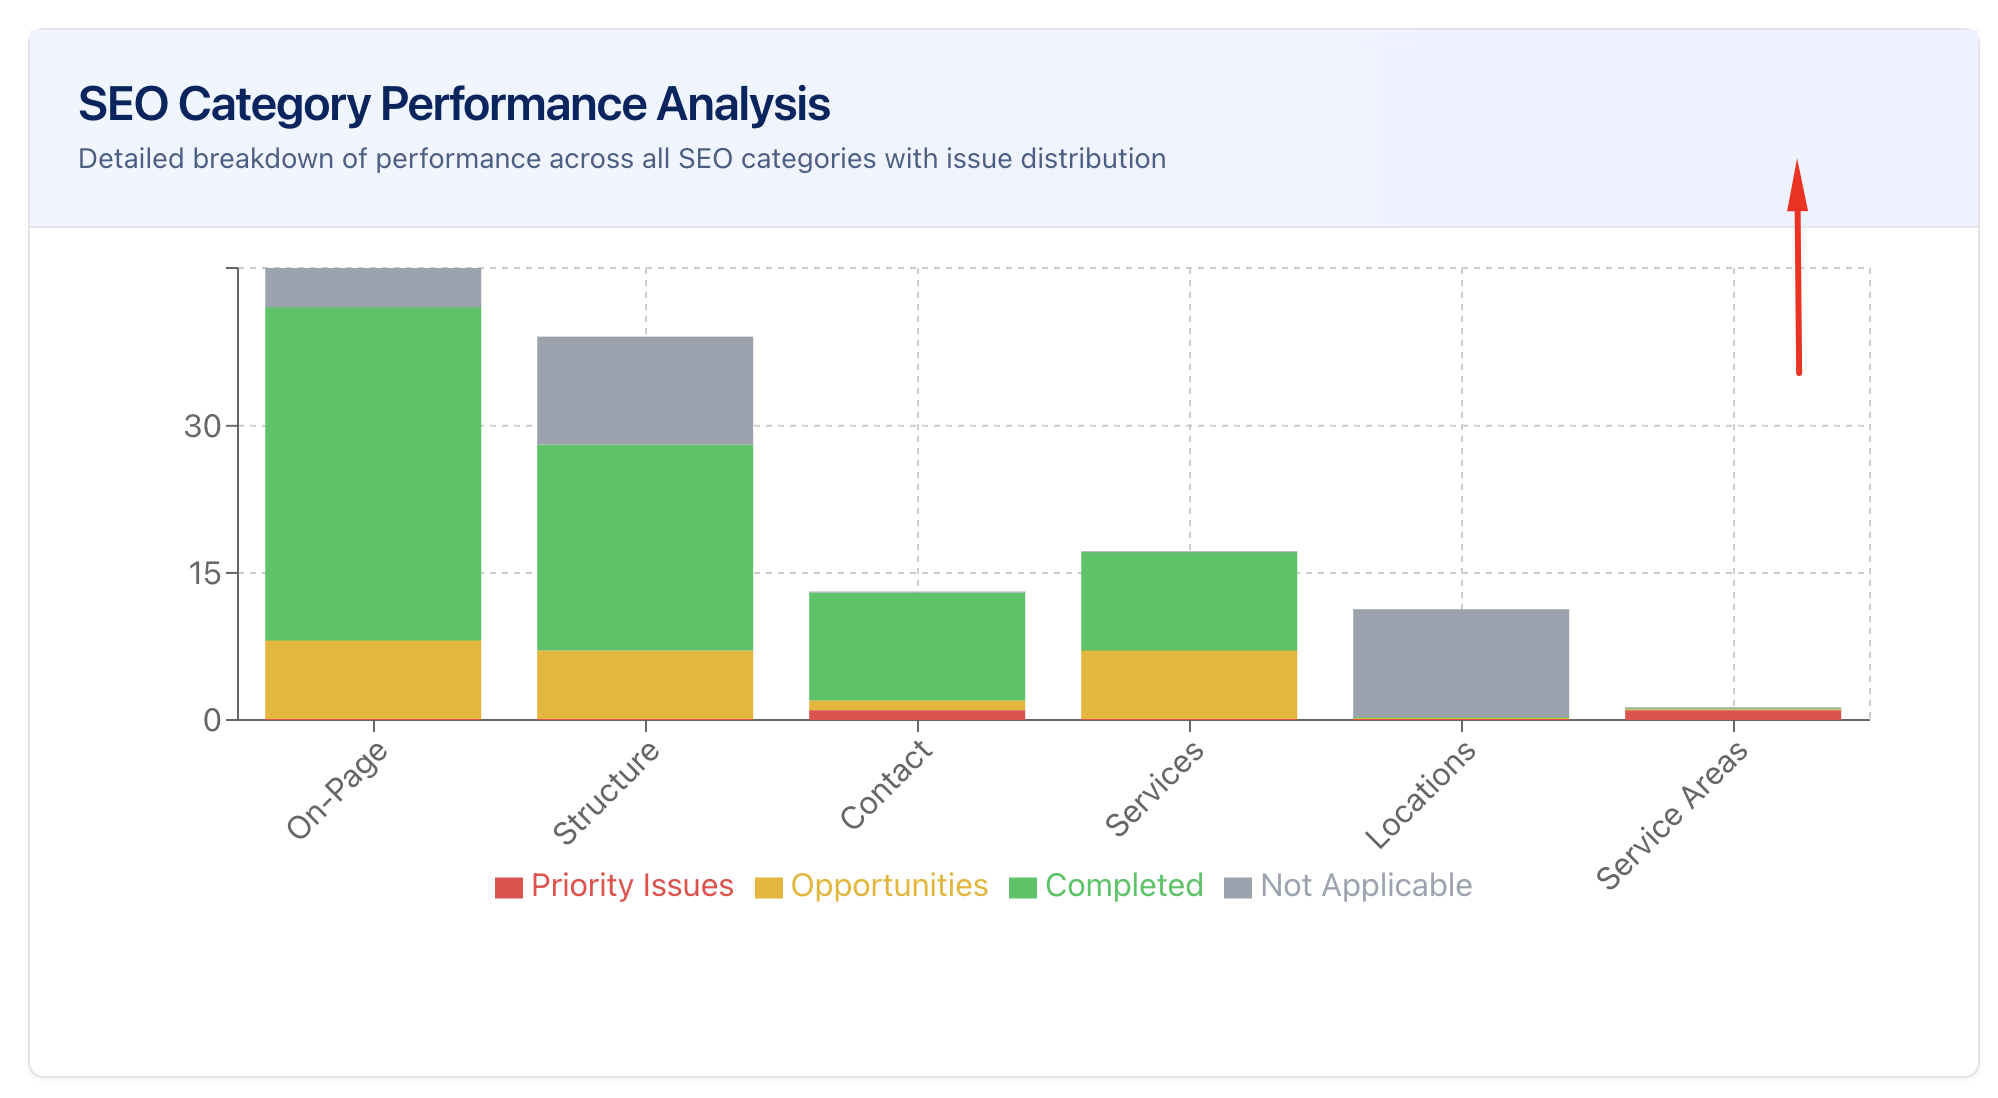 SEO Category Performance Analysis
Detailed breakdown of performance across all SEO categories with issue distribution
30
15
0
On-Page
Structure
Contact
Services
Locations
Service Areas
Priority Issues
Opportunities
Completed
Not Applicable